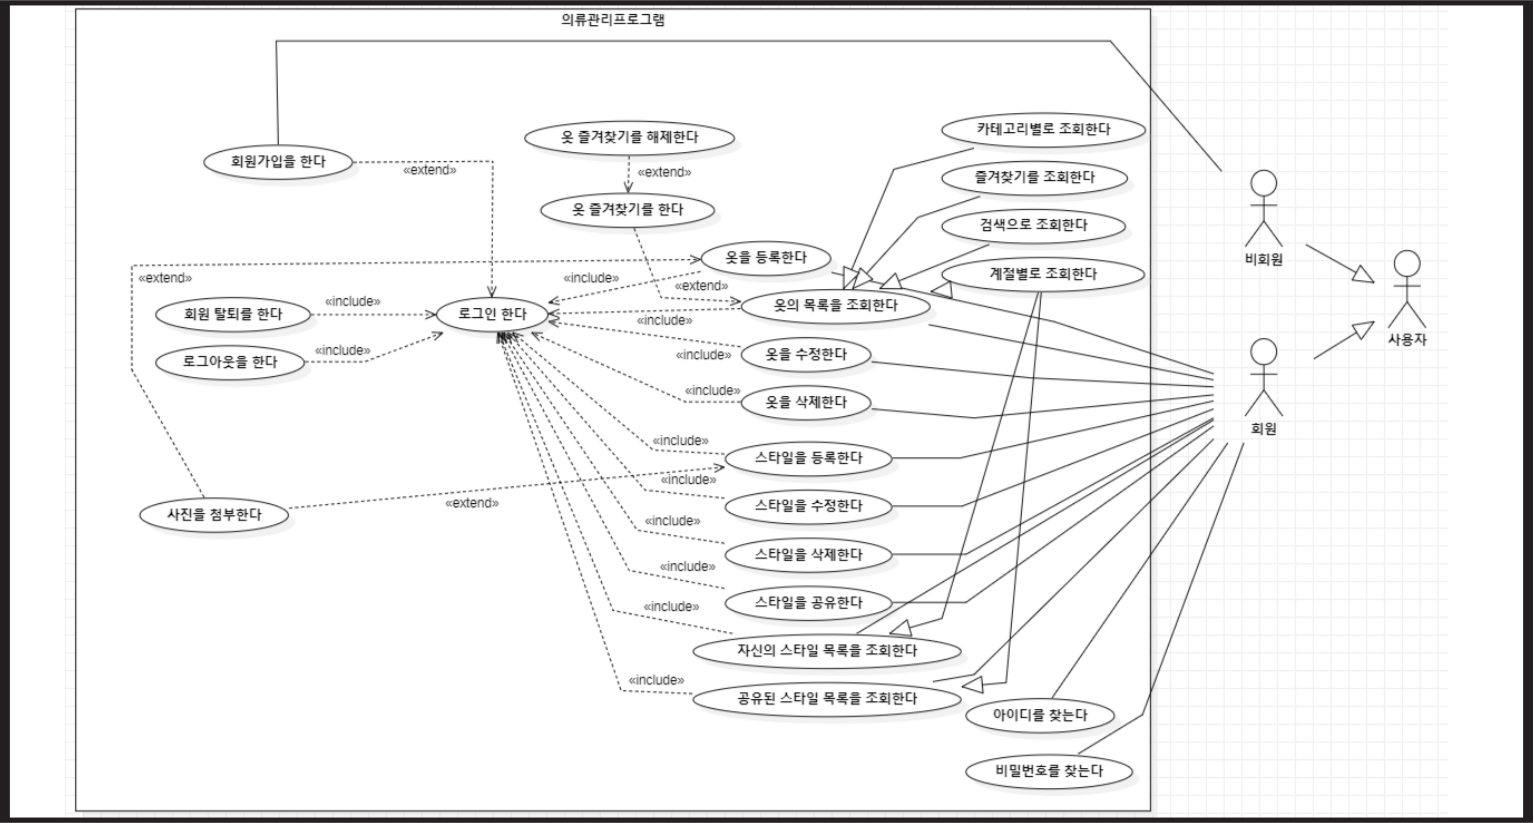 의류관리프로그램
카테고리별로 조회한다
옷 즐겨찾기를 해제한다
회원가입을 한다
«extend»
«extend»
즐겨찾기를 조회한다
옷 즐겨찾기를 한다
검색으로 조회한다
비회원
옷을 등록한다
«extend»
«include»
계절별로 조회한다
«extend»
«include»
옷의 목록을 조회한다
회원 탈퇴를 한다
로그인 한다
«include»
사용자
«include»
옷을 수정한다
«include»
로그아웃을 한다
«include»
옷을 삭제한다
회원
«include»
스타일을 등록한다
«include»
«extend»
스타일을 수정한다
사진을 첨부한다
«include»
스타일을 삭제한다
«include»
스타일을 공유한다
«include»
자신의 스타일 목록을 조회한다
«include»
공유된 스타일 목록을 조회한다
아이디를 찾는다
비밀번호를 찾는다